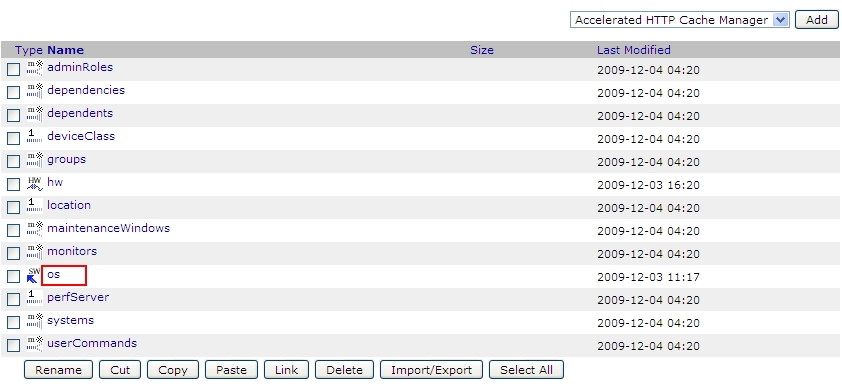 Accelerated HTTP Cache Manager Add
Type Name Size Last Modified
adminRoles 2009-12-04 04:20
dependencies 2009-12-04 04:20
dependents 2009-12-04 04:20
deviceClass 2009-12-04 04:20
groups 2009-12-04 04:20
hw 2009-12-03 16:20
location 2009-12-04 04:20
maintenanceWindows 2009-12-04 04:20
monitors 2009-12-04 04:20
os 2009-12-03 11:17
perfServer 2009-12-04 04:20
systems 2009-12-04 04:20
userCommands 2009-12-04 04:20
Rename Cut Copy Paste Link Delete Import/Export Select All